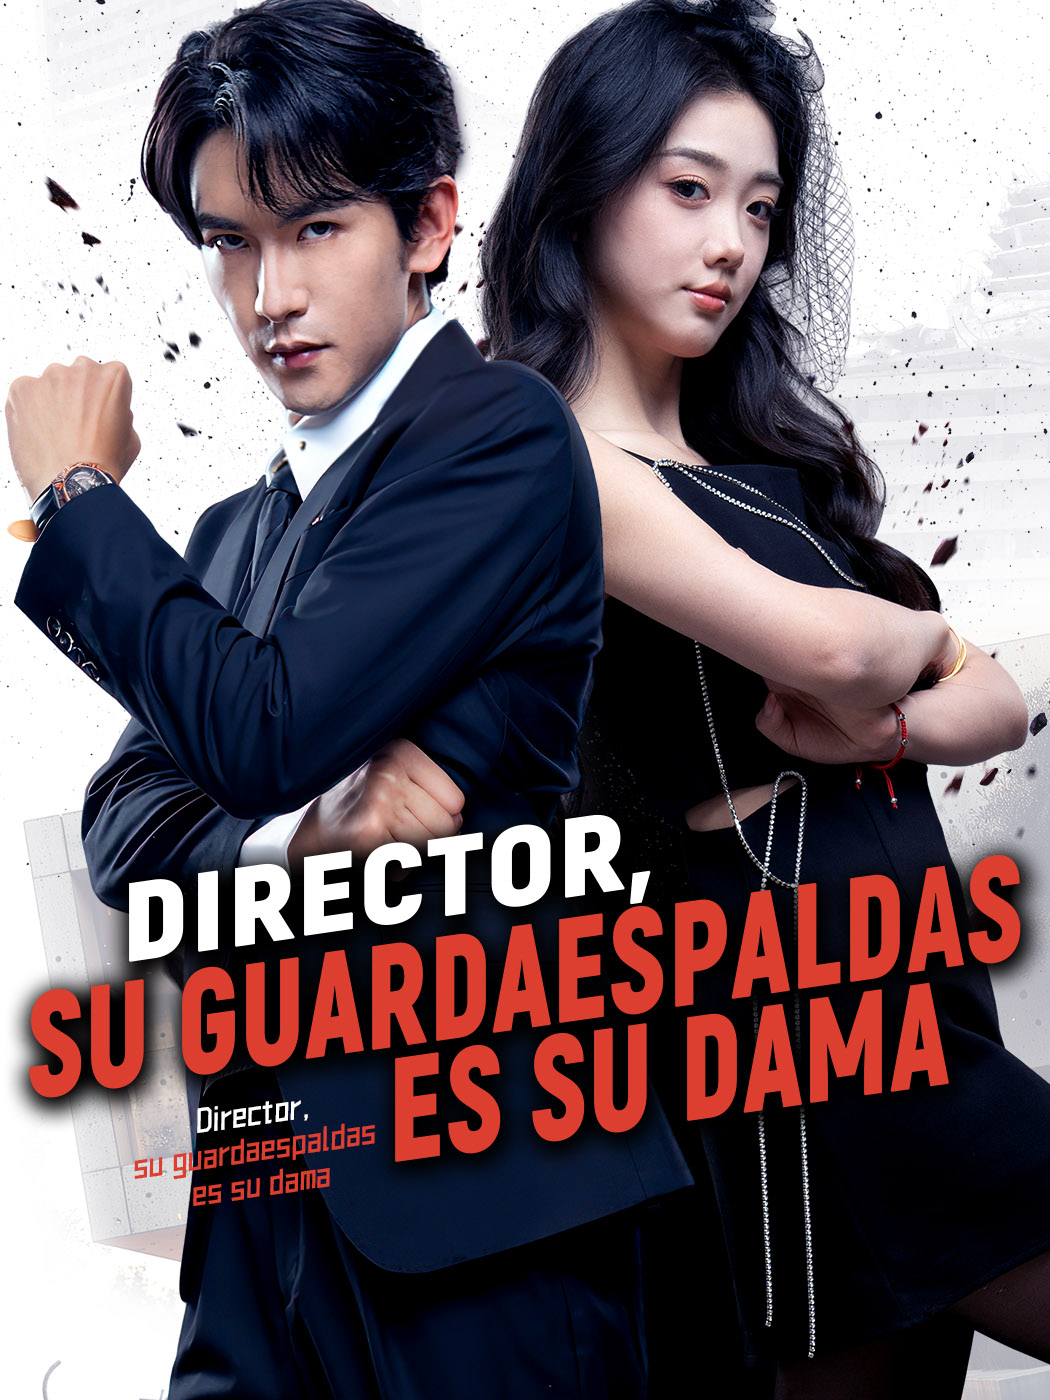 DIRECTOR,
SU GUARDAESPALDAS
ES SU DAMA
Director,
su guardaespaldas
es su dama